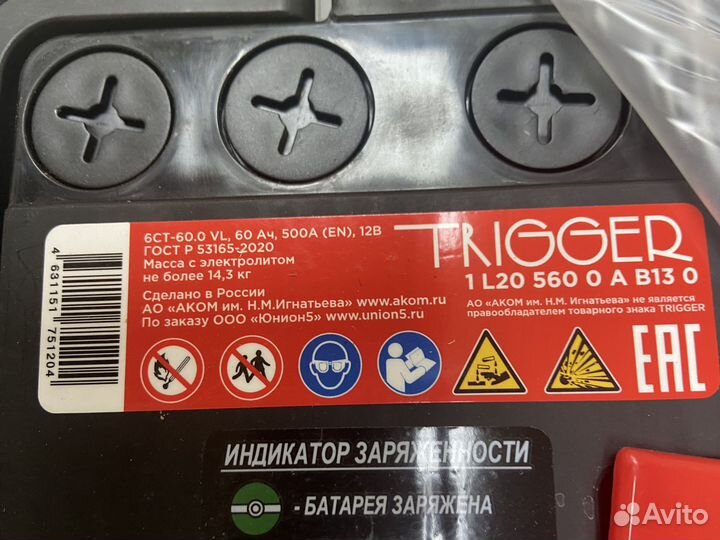 6СТ-60.0 VL, 60 Ач, 500А (EN), 12В
ГОСТ Р 53165-2020
Масса с электролитом
не более 14,3 кг
Сделано в России
АО «АКОМ им. Н.М.Игнатьева» www.akom.ru
По заказу ООО «Юнион5» www.union5.ru
TRIGGER
1 L20 560 0 A B13 0
АО «АКОМ им. Н.М.Игнатьева» не является
правообладателем товарного знака TRIGGER
4 631151 751204
EAC
ИНДИКАТОР ЗАРЯЖЕННОСТИ
- БАТАРЕЯ ЗАРЯЖЕНА
Avito